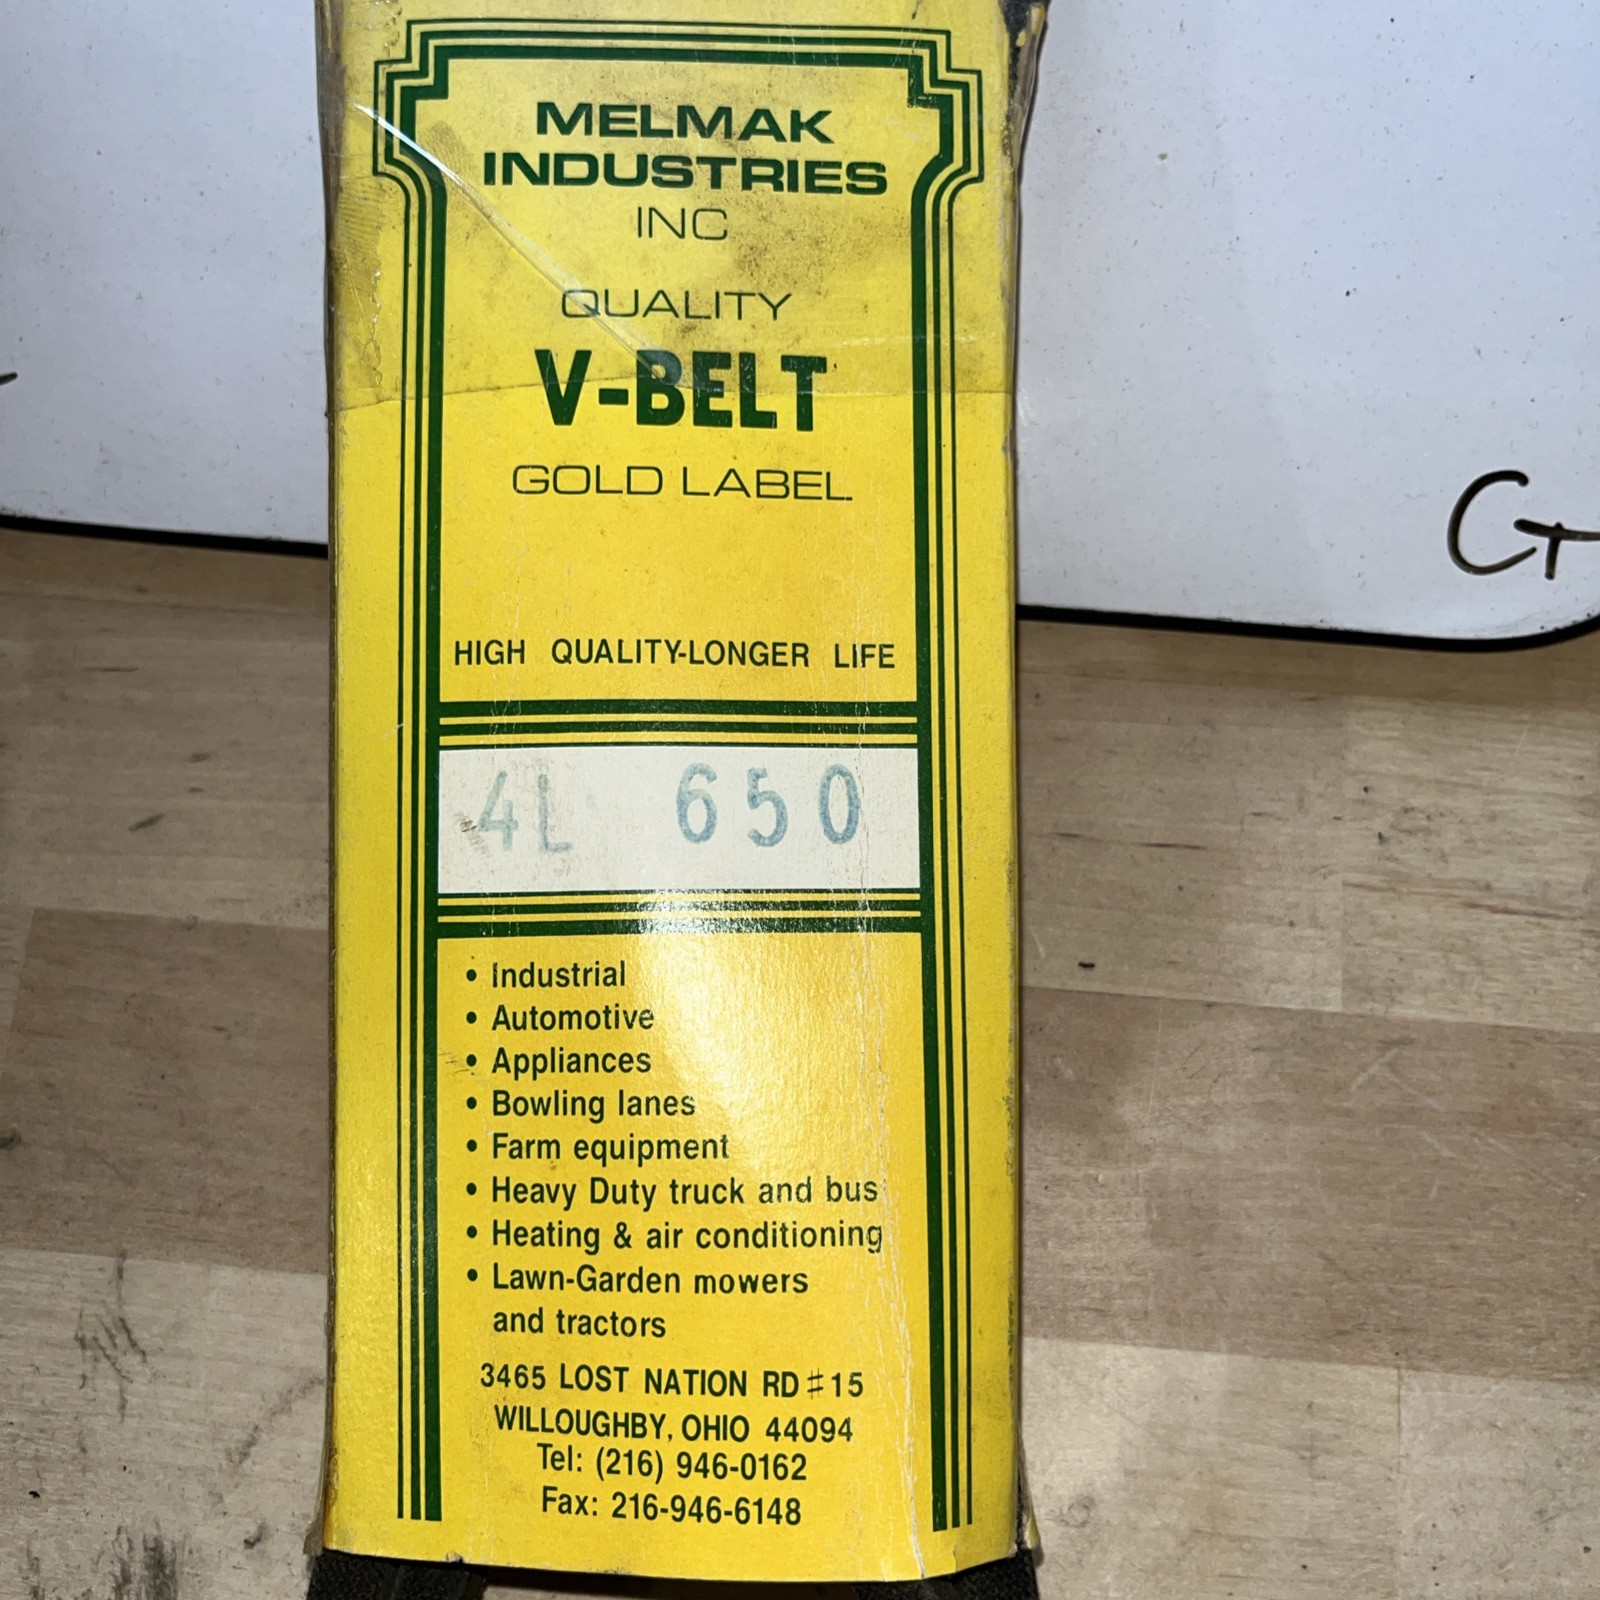 MELMAK
INDUSTRIES
INC
QUALITY
V-BELT
GOLD LABEL
HIGH QUALITY-LONGER LIFE
4L 650
• Industrial
• Automotive
• Appliances
• Bowling lanes
• Farm equipment
• Heavy Duty truck and bus
• Heating & air conditioning
• Lawn-Garden mowers
and tractors
3465 LOST NATION RD #15
WILLOUGHBY, OHIO 44094
Tel: (216) 946-0162
Fax: 216-946-6148